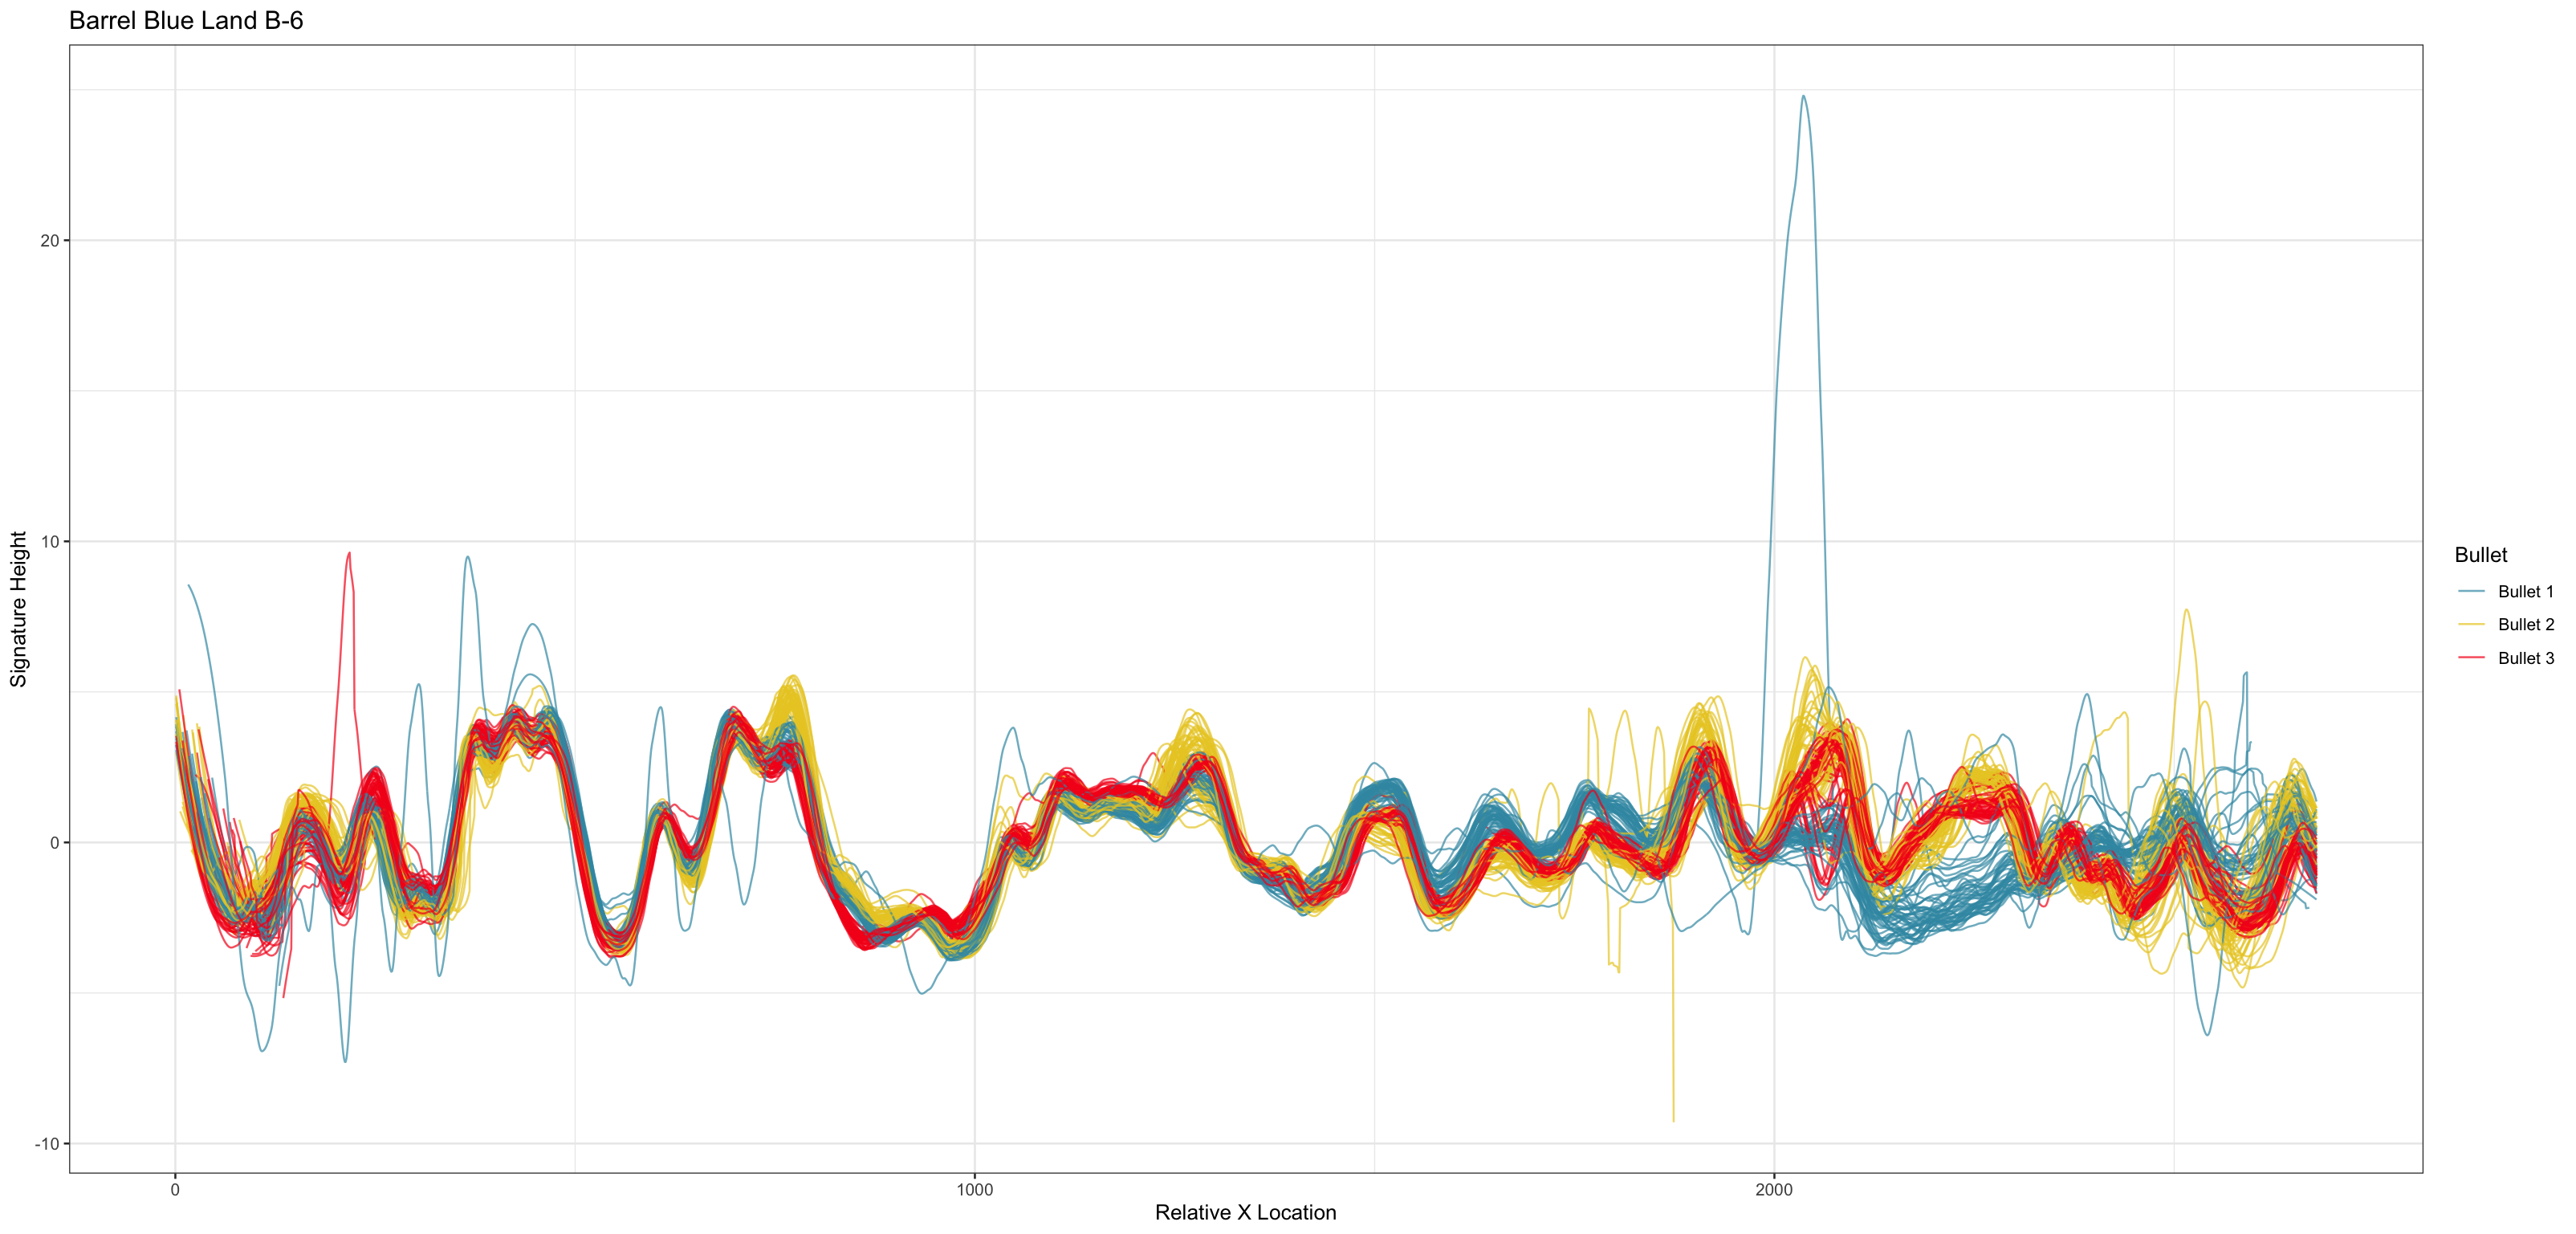 Barrel Blue Land B-6
Signature Height
20
10
0
-10
0 1000 2000
Relative X Location
Bullet
Bullet 1
Bullet 2
Bullet 3